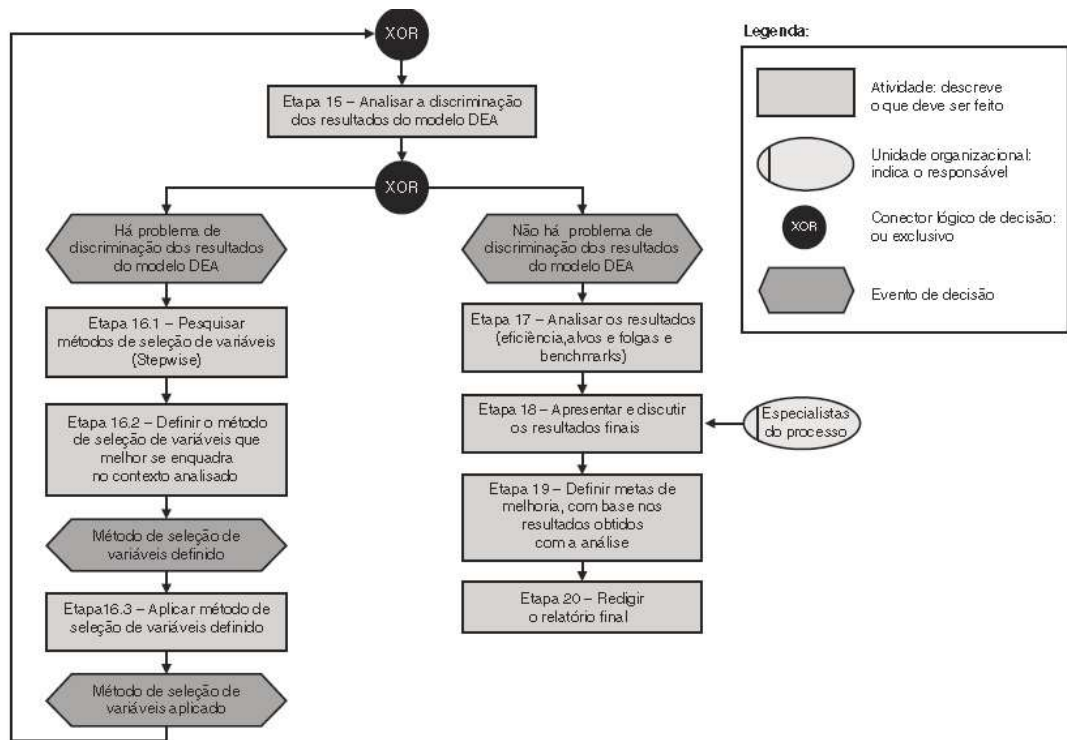 XOR
Etapa 15 – Analisar a discriminação
dos resultados do modelo DEA
XOR
Há problema de
discriminação dos resultados
do modelo DEA
Etapa 16.1 – Pesquisar
métodos de seleção de variáveis
(Stepwise)
Etapa 16.2 – Definir o método
de seleção de variáveis que
melhor se enquadra
no contexto analisado
Método de seleção de
variáveis definido
Etapa16.3 – Aplicar método de
seleção de variáveis definido
Método de seleção de
variáveis aplicado
Não há problema de
discriminação dos resultados
do modelo DEA
Etapa 17 – Analisar os resultados
(eficiência,alvos e folgas e
benchmarks)
Etapa 18 – Apresentar e discutir
os resultados finais
Especialistas
do processo
Etapa 19 – Definir metas de
melhoria, com base nos
resultados obtidos
com a análise
Etapa 20 – Redigir
o relatório final
Legenda:
Atividade: descreve
o que deve ser feito
Unidade organizacional:
indica o responsável
XOR
Conector lógico de decisão:
ou exclusivo
Evento de decisão